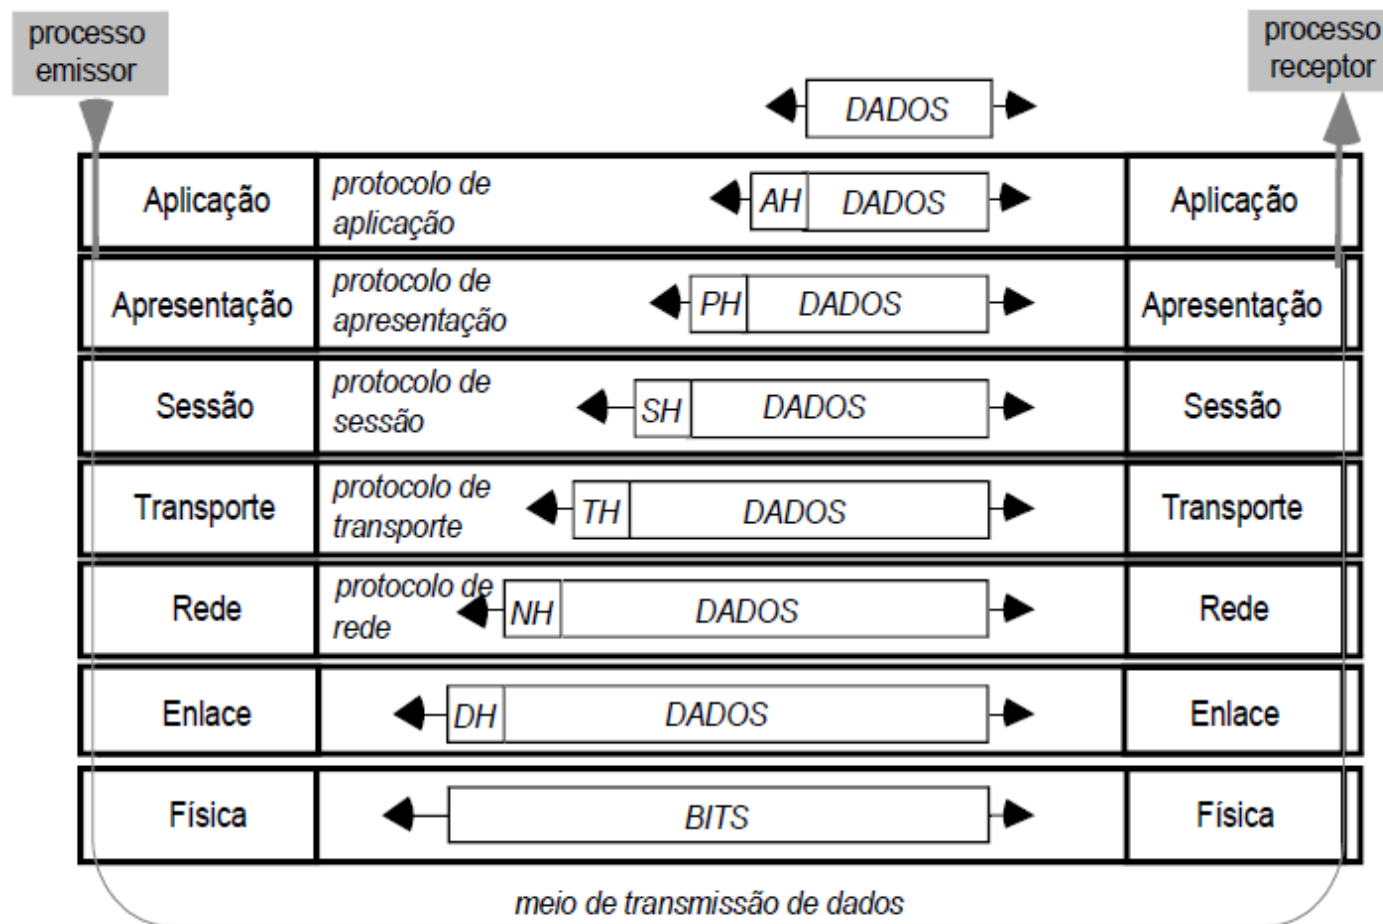 processo
emissor
processo
receptor
DADOS
Aplicação
protocolo de
aplicação
AH
DADOS
Aplicação
Apresentação
protocolo de
apresentação
PH
DADOS
Apresentação
Sessão
protocolo de
sessão
SH
DADOS
Sessão
Transporte
protocolo de
transporte
TH
DADOS
Transporte
Rede
protocolo de
rede
NH
DADOS
Rede
Enlace
DH
DADOS
Enlace
Física
BITS
Física
meio de transmissão de dados